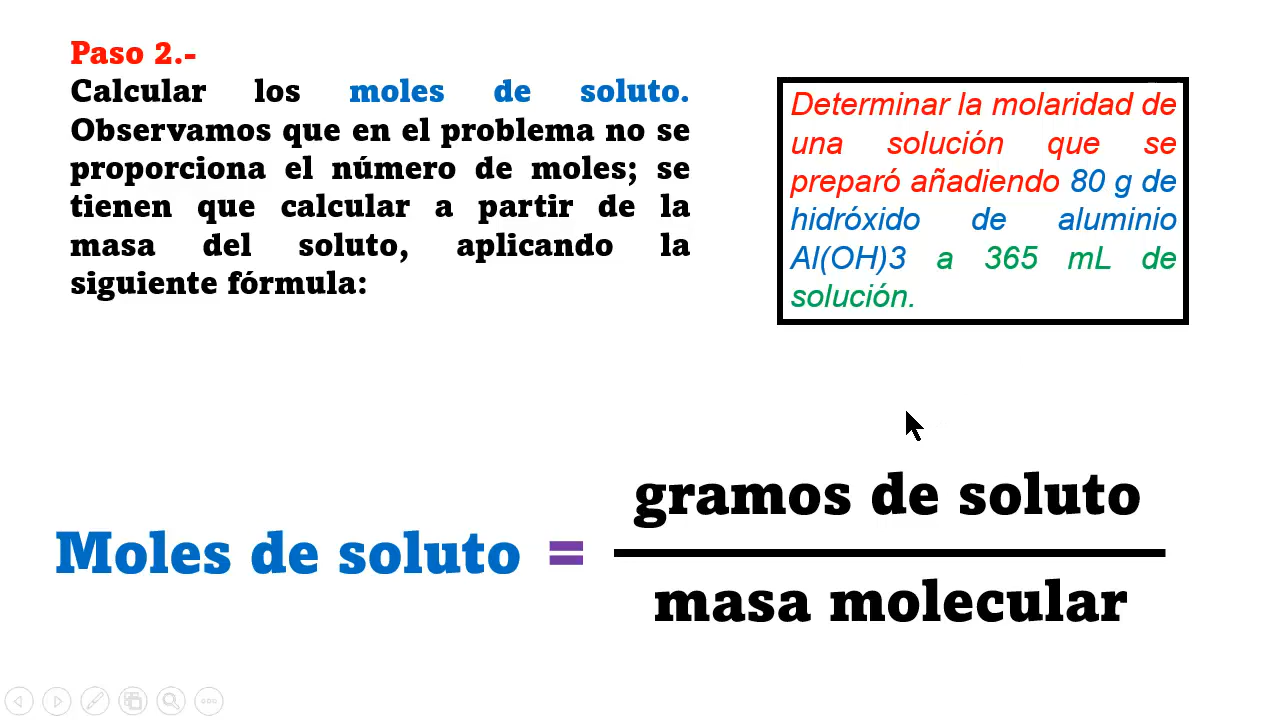 Paso 2.-
Calcular los moles de soluto.
Observamos que en el problema no se
proporciona el número de moles; se
tienen que calcular a partir de la
masa del soluto, aplicando la
siguiente fórmula:
Determinar la molaridad de
una solución que se
preparó añadiendo 80 g de
hidróxido de aluminio
Al(OH)3 a 365 mL de
solución.
Moles de soluto =
gramos de soluto
masa molecular